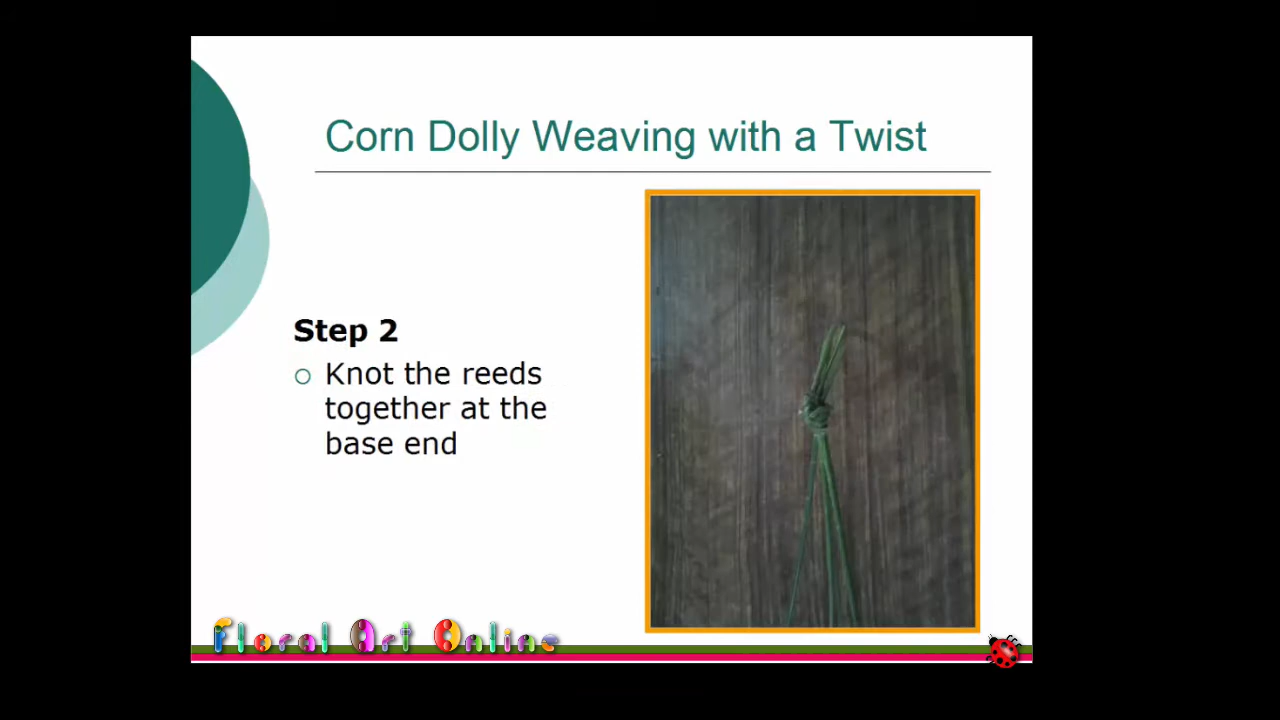 Corn Dolly Weaving with a Twist
Step 2
Knot the reeds
together at the
base end
Floral Art Online